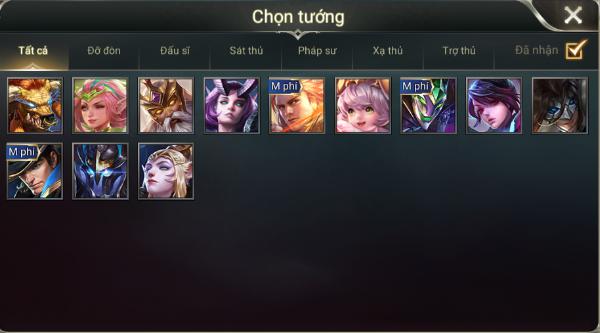 Chọn tướng
Tất cả Đỡ đòn Đấu sĩ Sát thủ Pháp sư Xạ thủ Trợ thủ Đã nhận
M phí M phí
M phí